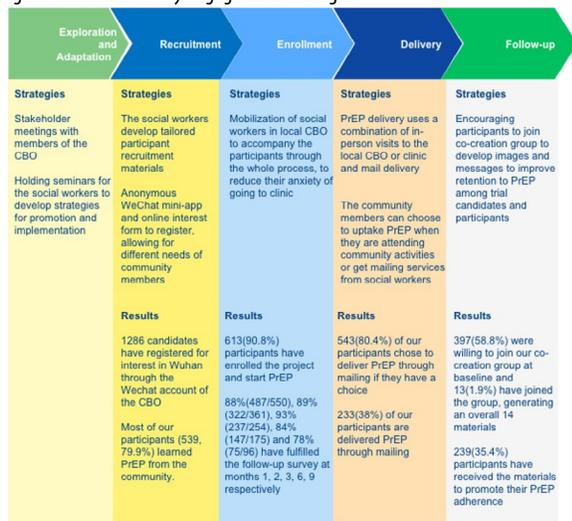 Exploration
and
Adaptation
Recruitment
Enrollment
Delivery
Follow-up
Strategies
Stakeholder
meetings with
members of the
CBO
Holding seminars for
the social workers to
develop strategies
for promotion and
implementation
Strategies
The social workers
develop tailored
participant
recruitment
materials
Anonymous
WeChat mini-app
and online interest
form to register,
allowing for
different needs of
community
members
Results
1286 candidates
have registered for
interest in Wuhan
through the
Wechat account of
the CBO
Most of our
participants (539,
79.9%) learned
PrEP from the
community.
Strategies
Mobilization of social
workers in local CBO
to accompany the
participants through
the whole process, to
reduce their anxiety of
going to clinic
Results
613(90.8%)
participants have
enrolled the project
and start PrEP
88%(487/550), 89%
(322/361), 93%
(237/254), 84%
(147/175) and 78%
(75/96) have fulfilled
the follow-up survey at
months 1, 2, 3, 6, 9
respectively
Strategies
PrEP delivery uses a
combination of in-
person visits to the
local CBO or clinic
and mail delivery
The community
members can choose
to uptake PrEP when
they are attending
community activities
or get mailing services
from social workers
Results
543(80.4%) of our
participants chose to
deliver PrEP through
mailing if they have a
choice
233(38%) of our
participants are
delivered PrEP
through mailing
Strategies
Encouraging
participants to join
co-creation group to
develop images and
messages to improve
retention to PrEP
among trial
candidates and
participants
Results
397(58.8%) were
willing to join our co-
creation group at
baseline and
13(1.9%) have joined
the group, generating
an overall 14
materials
239(35.4%)
participants have
received the materials
to promote their PrEP
adherence